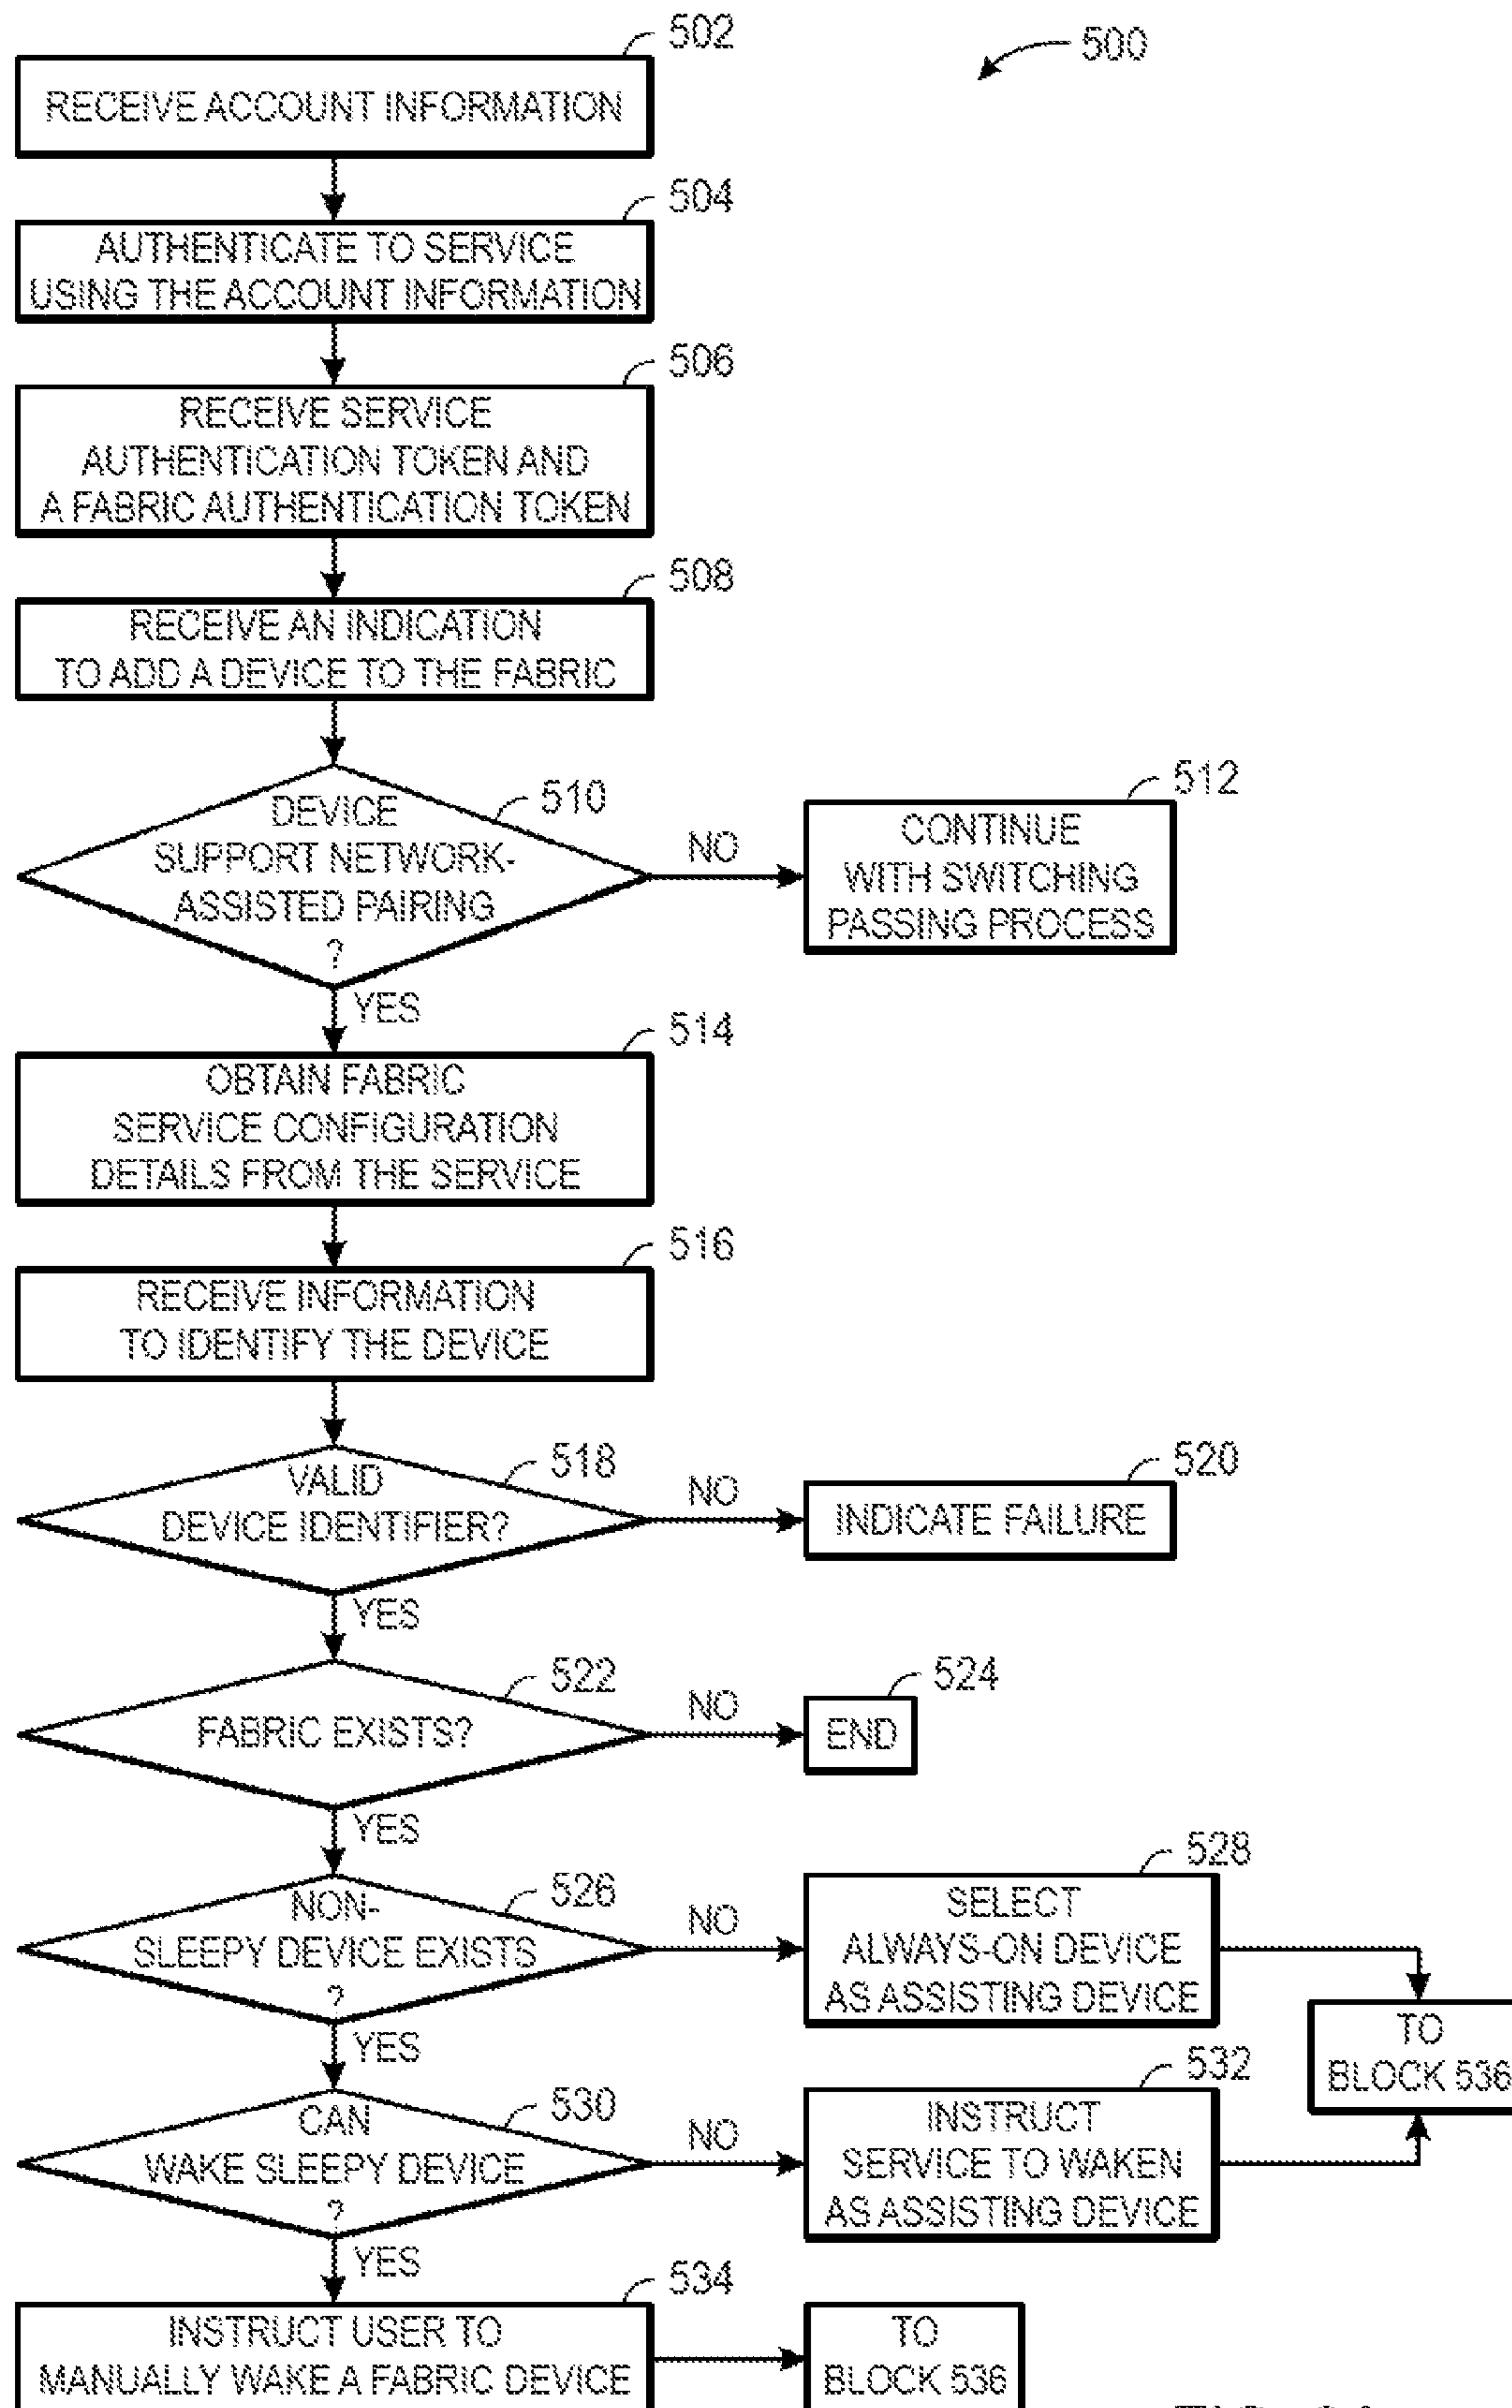 502
500
RECEIVE ACCOUNT INFORMATION
504
AUTHENTICATE TO SERVICE
USING THE ACCOUNT INFORMATION
506
RECEIVE SERVICE
AUTHENTICATION TOKEN AND
A FABRIC AUTHENTICATION TOKEN
508
RECEIVE AN INDICATION
TO ADD A DEVICE TO THE FABRIC
510
DEVICE
SUPPORT NETWORK-
ASSISTED PAIRING
?
NO
512
CONTINUE
WITH SWITCHING
PASSING PROCESS
YES
514
OBTAIN FABRIC
SERVICE CONFIGURATION
DETAILS FROM THE SERVICE
516
RECEIVE INFORMATION
TO IDENTIFY THE DEVICE
518
VALID
DEVICE IDENTIFIER?
NO
520
INDICATE FAILURE
YES
522
FABRIC EXISTS?
NO
524
END
YES
526
NON-
SLEEPY DEVICE EXISTS
?
NO
528
SELECT
ALWAYS-ON DEVICE
AS ASSISTING DEVICE
TO
BLOCK 536
YES
530
CAN
WAKE SLEEPY DEVICE
?
NO
532
INSTRUCT
SERVICE TO WAKEN
AS ASSISTING DEVICE
YES
534
INSTRUCT USER TO
MANUALLY WAKE A FABRIC DEVICE
TO
BLOCK 536